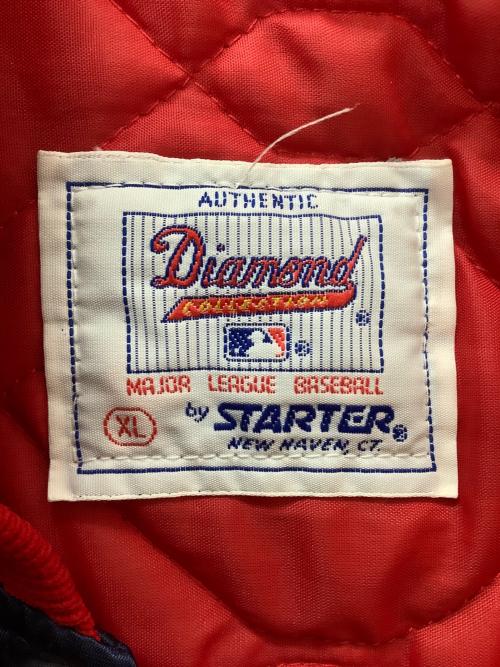 AUTHENTIC
Diamond
COLLECTION
®
®
MAJOR LEAGUE BASEBALL
XL
by STARTER®
NEW HAVEN, CT.